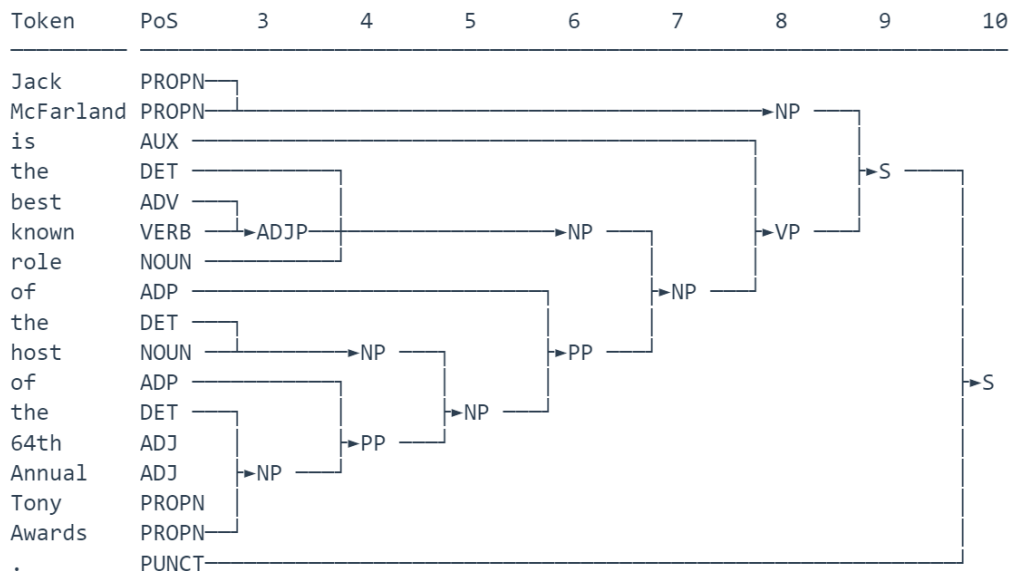 Token PoS 3 4 5 6 7 8 9 10
Jack PROPN
McFarland PROPN NP
is AUX
the DET S
best ADV
known VERB ADJP NP VP
role NOUN
of ADP NP
the DET
host NOUN NP PP
of ADP S
the DET NP
64th ADJ PP
Annual ADJ NP
Tony PROPN
Awards PROPN
. PUNCT